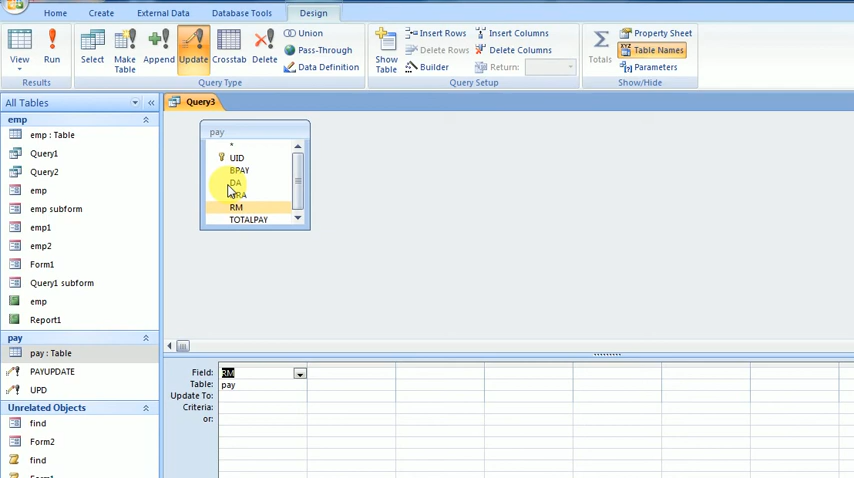 Home Create External Data Database Tools Design
View Run Select Make Table Append Update Crosstab Delete Union Pass-Through Data Definition Show Table Insert Rows Delete Rows Builder Insert Columns Delete Columns Return: Totals Property Sheet Table Names Parameters
Results Query Type Query Setup Show/Hide
All Tables
Query3
emp
emp : Table
Query1
Query2
emp
emp subform
emp1
emp2
Form1
Query1 subform
emp
Report1
pay
pay : Table
PAYUPDATE
UPD
Unrelated Objects
find
Form2
find
pay
*
UID
BPAY
DA
RA
RM
TOTALPAY
Field: RM
Table: pay
Update To:
Criteria:
or: